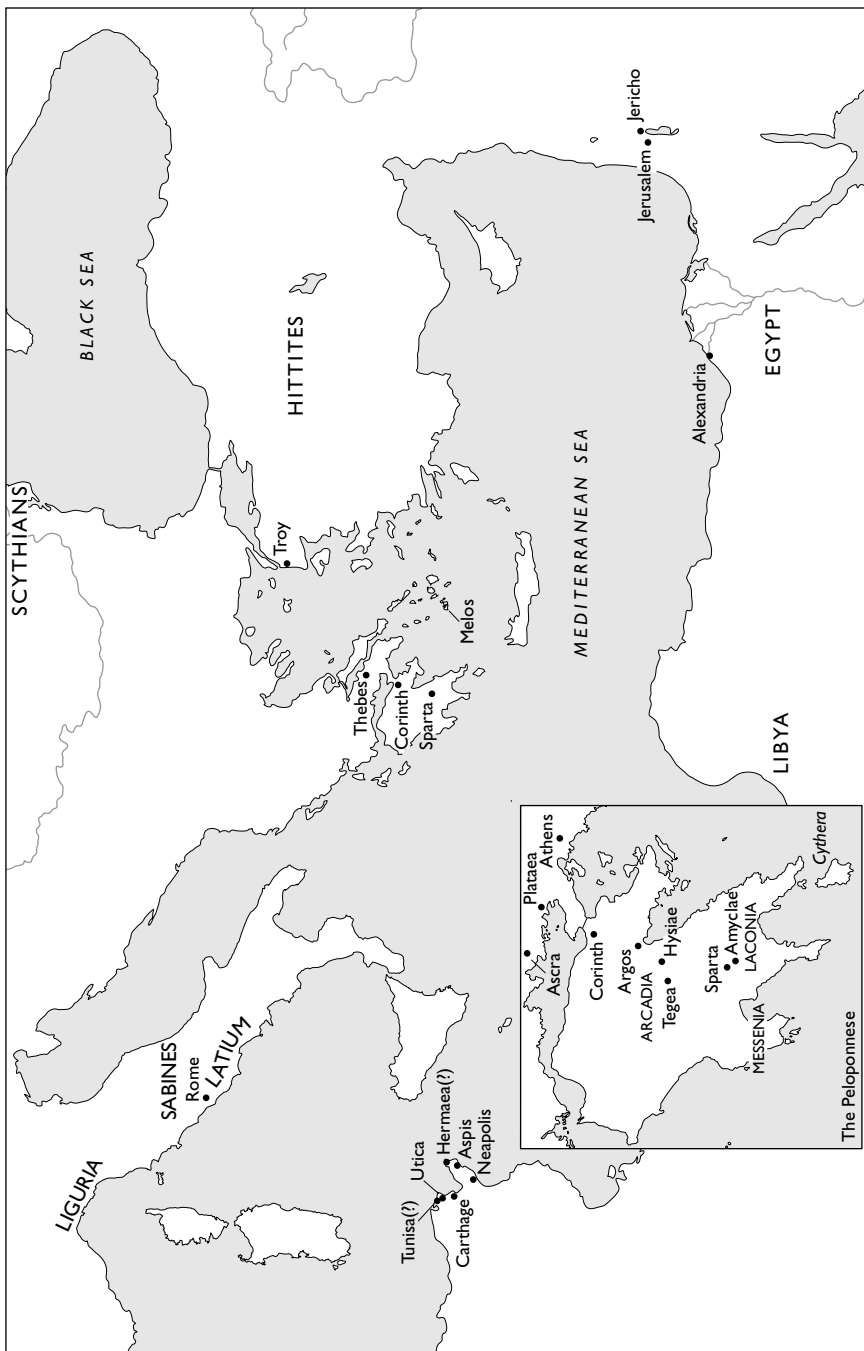 SCYTHIANS
BLACK SEA
LIGURIA
SABINES
Rome
LATIUM
HITTITES
Troy
Thebes
Corinth
Sparta
Melos
Tunisa(?)
Utica
Hermaea(?)
Aspis
Neapolis
Carthage
MEDITERRANEAN SEA
Jericho
Jerusalem
Alexandria
EGYPT
LIBYA
Plataea
Athens
Ascra
Corinth
Argos
ARCADIA
Hysiae
Tegea
Sparta
Amyclae
LACONIA
MESSENIA
Cythera
The Peloponnese